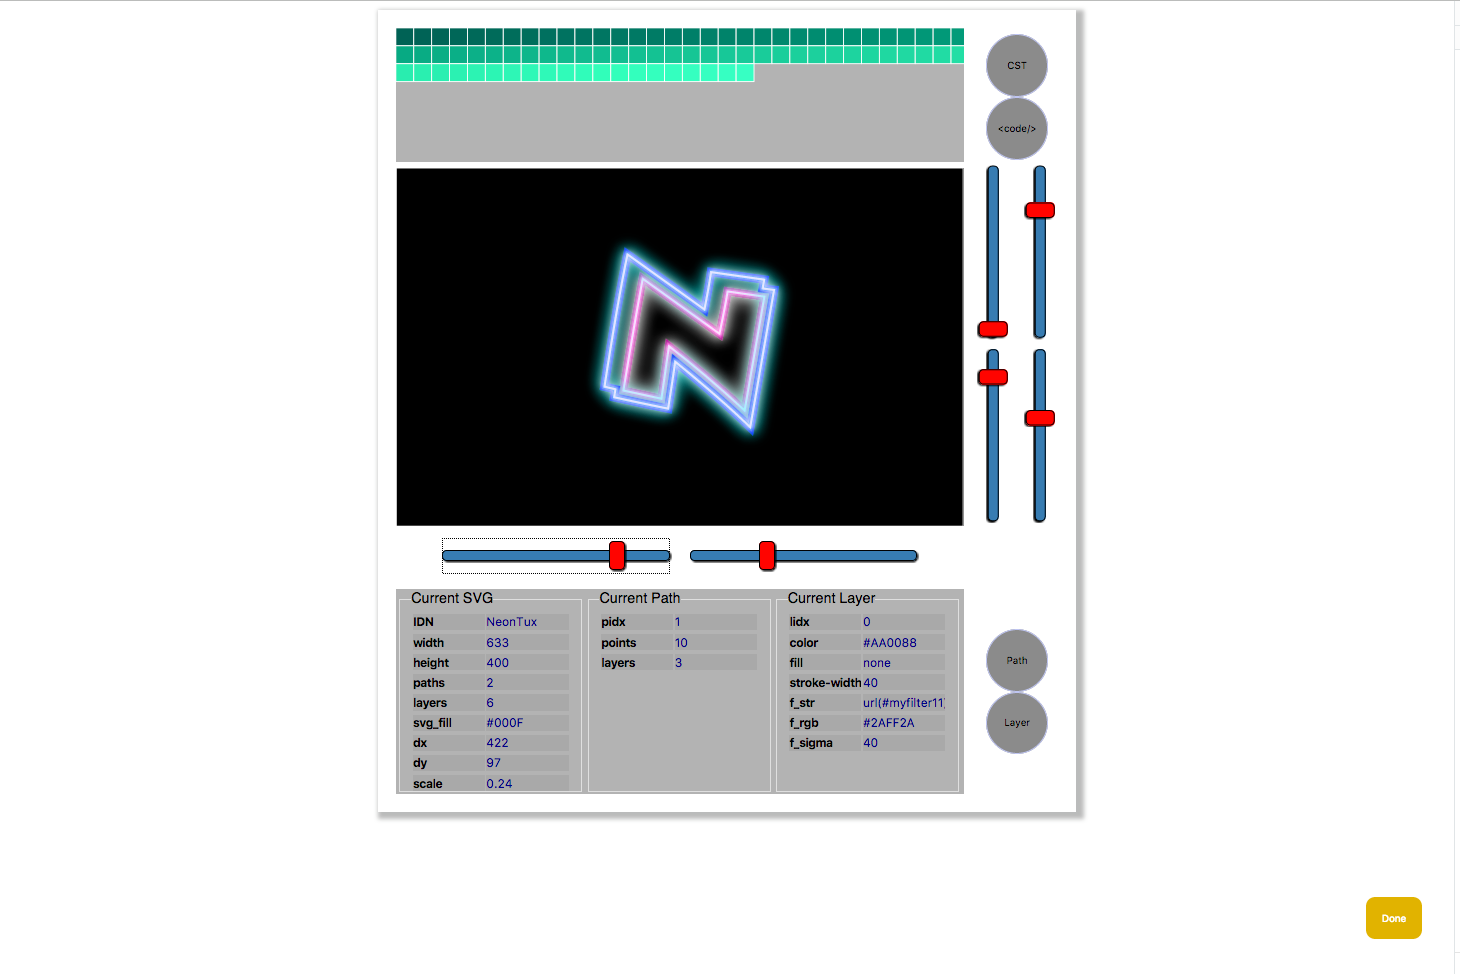 CST
<code/>
N
Current SVG
IDN NeonTux
width 633
height 400
paths 2
layers 6
svg_fill #000F
dx 422
dy 97
scale 0.24
Current Path
pidx 1
points 10
layers 3
Current Layer
lidx 0
color #AA0088
fill none
stroke-width 40
f_str url(#myfilter11)
f_rgb #2AFF2A
f_sigma 40
Path
Layer
Done